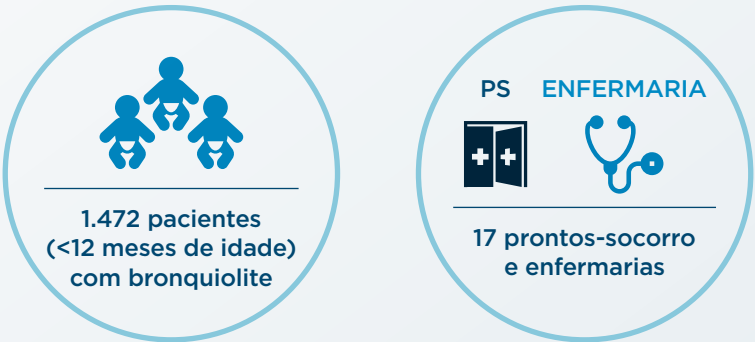 1.472 pacientes
(<12 meses de idade)
com bronquiolite
PS ENFERMARIA
17 prontos-socorro
e enfermarias